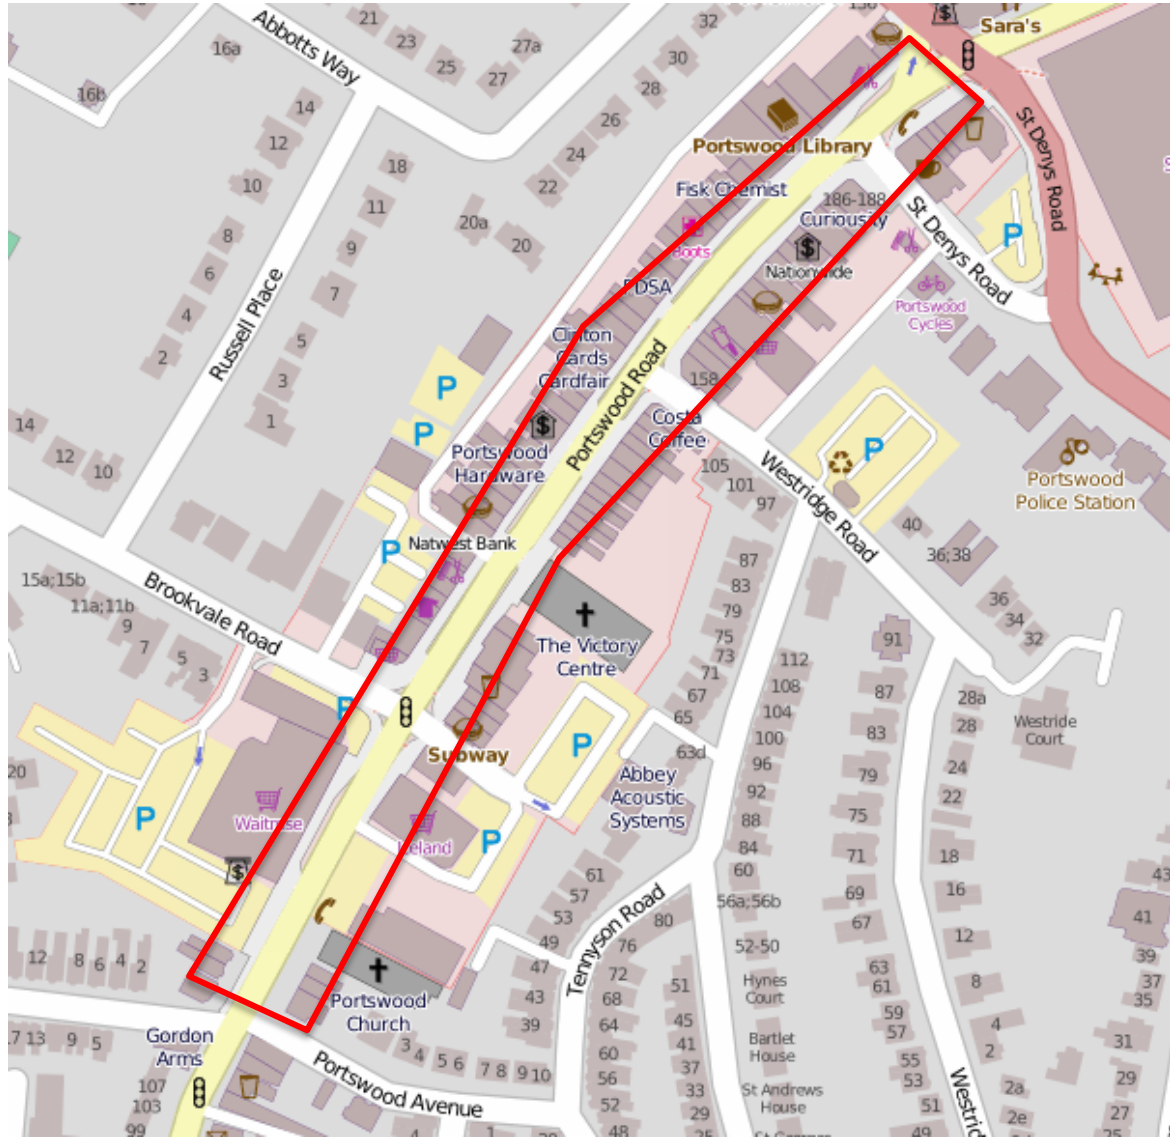 Abbotts Way
21
23
25
27a
27
16a
16b
32
30
28
26
24
22
20a
20
14
12
10
8
6
4
2
18
11
9
7
5
3
1
Russell Place
Sara's
Portswood Library
Fisk Chemist
Boots
PDSA
Clinton
Cards
Cardfair
186-188
Curiousity
Nationwide
St Denys Road
St Denys Road
P
Portswood
Cycles
158
Costa
Coffee
Portswood Road
Portswood
Hardware
Natwest Bank
P
P
P
P
14
12
10
Brookvale Road
15a;15b
11a;11b
9
7
5
3
105
101
97
Westridge Road
P
Portswood
Police Station
40
36;38
36
34
32
87
83
79
75
73
71
67
65
63d
The Victory
Centre
Subway
P
Abbey
Acoustic
Systems
Iceland
P
Waitrose
P
20
112
108
104
100
96
92
88
84
60
56a;56b
52-50
Hynes
Court
Bartlet
House
St Andrews
House
91
87
83
79
75
71
69
67
63
61
59
57
55
53
51
49
28a
28
24
22
18
16
12
8
4
2
2a
2e
Westride
Court
43
41
39
37
35
31
29
27
25
Tennyson Road
61
57
53
49
47
43
39
80
76
72
68
64
60
56
52
48
51
45
41
37
33
29
25
12
8
6
4
2
17
13
9
5
Portswood
Church
Gordon
Arms
107
103
99
3
4
5
6
7
8
9
10
Portswood Avenue
4
1